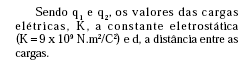 Sendo q₁ e q₂, os valores das cargas
elétricas, K, a constante eletrostática
(K = 9 x 10⁹ N.m²/C²) e d, a distância entre as
cargas.